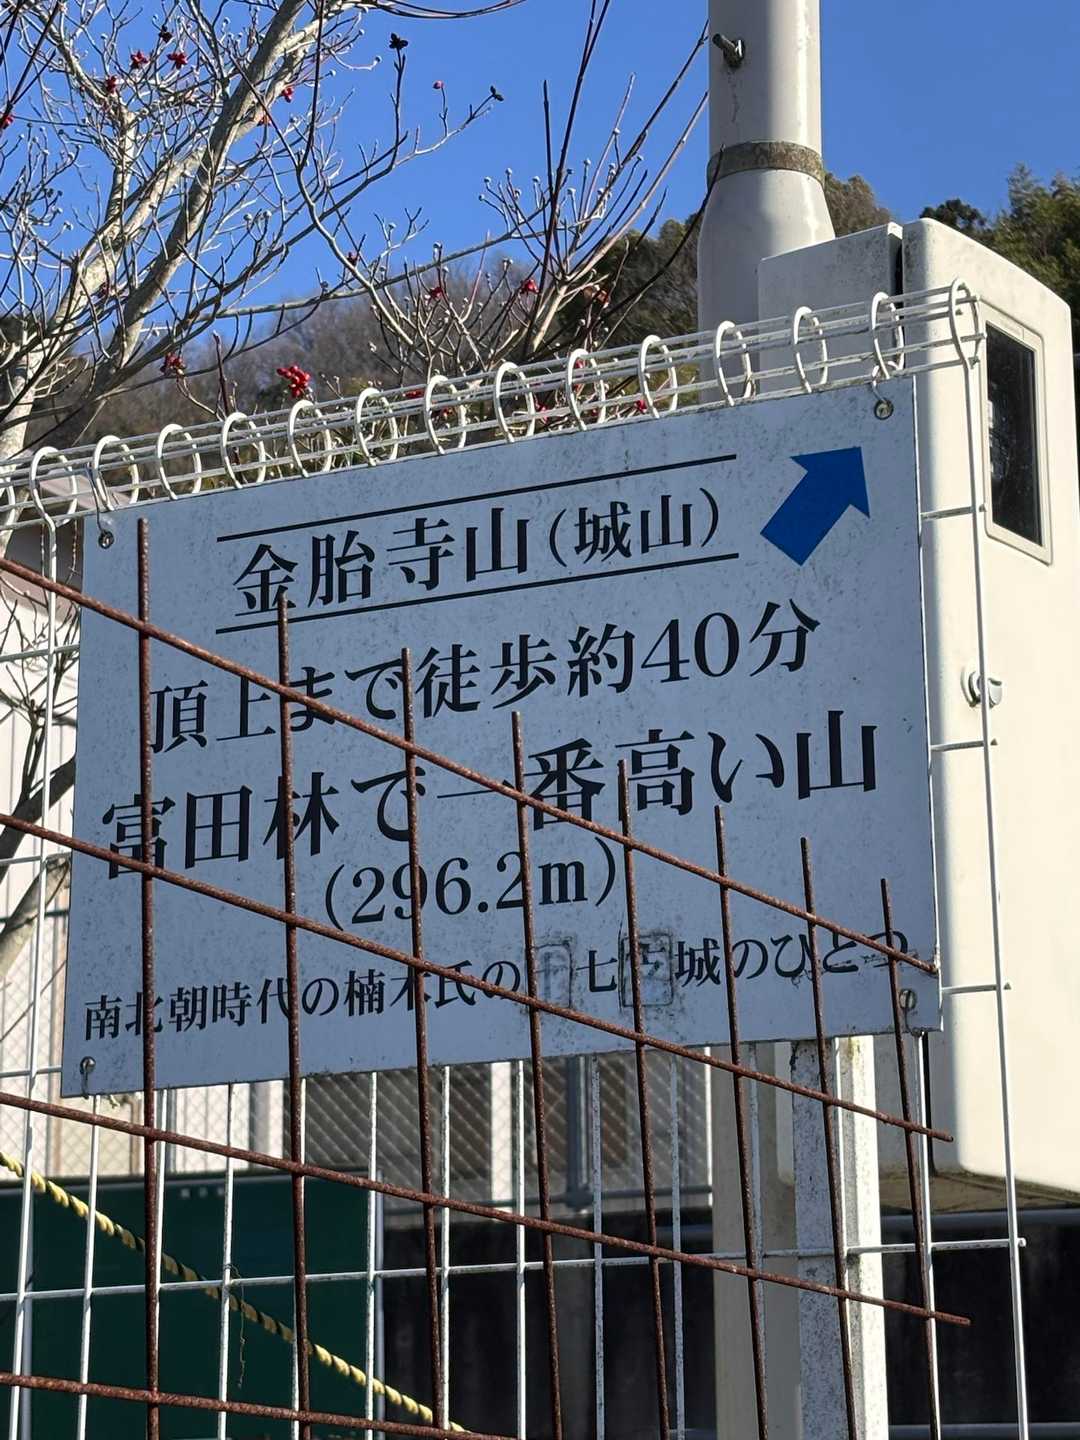 金胎寺山（城山）
頂上まで徒歩約40分
富田林で一番高い山
（296.2m）
南北朝時代の楠木氏の七城のひとつ